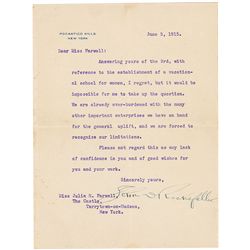 POCANTICO HILLS
NEW YORK
June 5, 1915.
Dear Miss Farwell:
Answering yours of the 3rd, with
reference to the establishment of a vocation-
al school for women, I regret, but it would be
impossible for me to take up the question.
We are already over-burdened with the many
other important enterprises we have on hand
for the general uplift, and we are forced to
recognize our limitations.
Please not regard this as any lack
of confidence in you and of good wishes for
you and your work.
Sincerely yours,
John D Rockefeller
Miss Julia H. Farwell,
The Castle,
Tarrytown-on-Hudson,
New York.